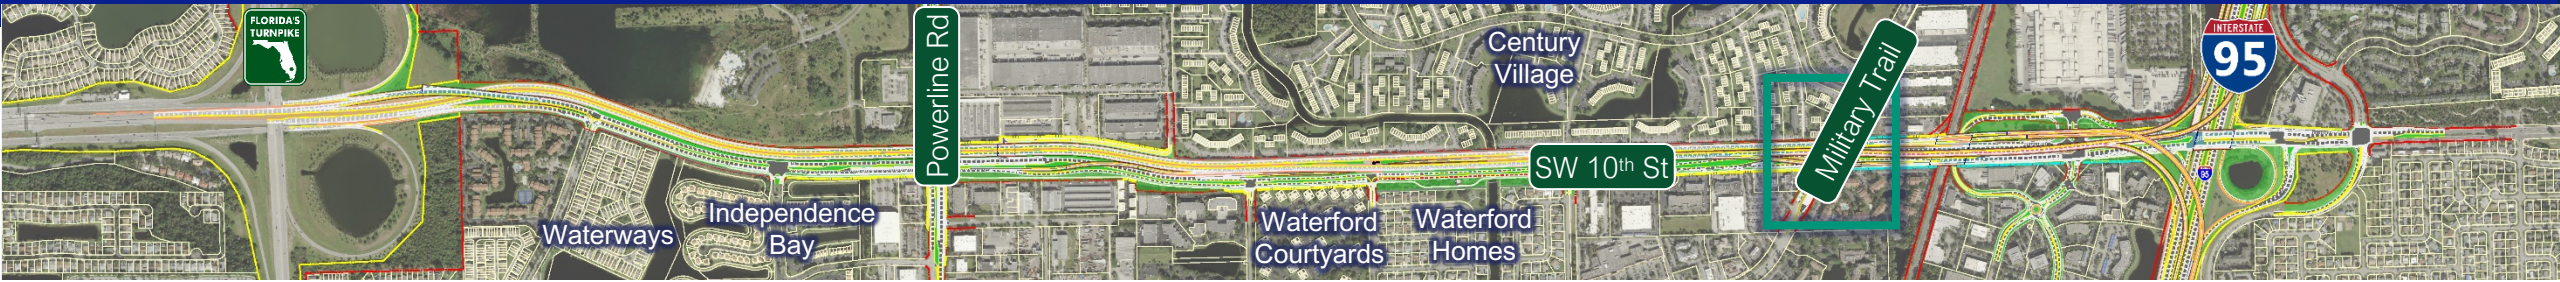 FLORIDA'S
TURNPIKE
Powerline Rd
Century
Village
Military Trail
INTERSTATE
95
SW 10th St
95
Waterways
Independence
Bay
Waterford
Courtyards
Waterford
Homes